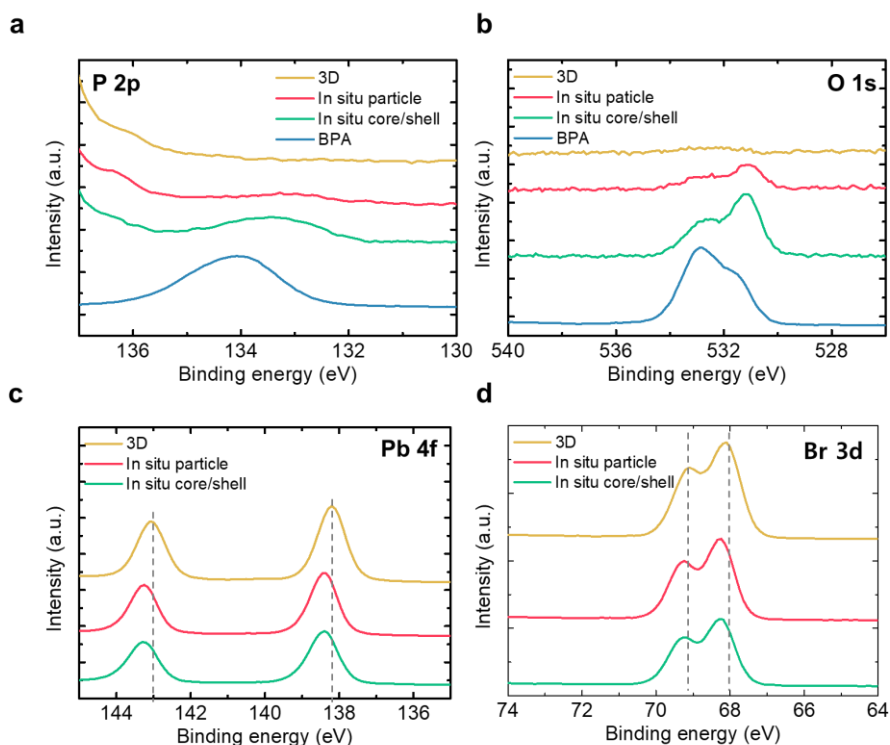 a
P 2p
3D
In situ particle
In situ core/shell
BPA
Intensity (a.u.)
136 134 132 130
Binding energy (eV)
b
O 1s
3D
In situ paticle
In situ core/shell
BPA
Intensity (a.u.)
540 536 532 528
Binding energy (eV)
c
Pb 4f
3D
In situ particle
In situ core/shell
Intensity (a.u.)
144 142 140 138 136
Binding energy (eV)
d
Br 3d
3D
In situ particle
In situ core/shell
Intensity (a.u.)
74 72 70 68 66 64
Binding energy (eV)